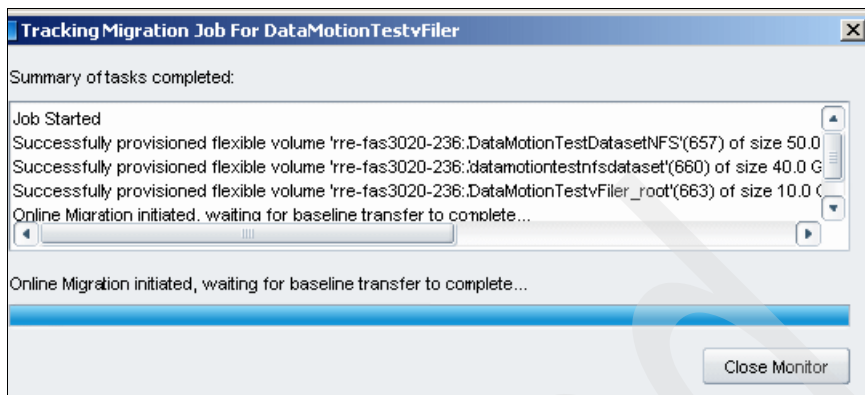 Tracking Migration Job For DataMotionTestvFiler
Summary of tasks completed:
Job Started
Successfully provisioned flexible volume 'rre-fas3020-236:.DataMotionTestDatasetNFS'(657) of size 50.0
Successfully provisioned flexible volume 'rre-fas3020-236:.'datamotiontestnfsdataset'(660) of size 40.0 G
Successfully provisioned flexible volume 'rre-fas3020-236:.DataMotionTestvFiler_root'(663) of size 10.0 G
Online Migration initiated, waiting for baseline transfer to complete...
Online Migration initiated, waiting for baseline transfer to complete...
Close Monitor